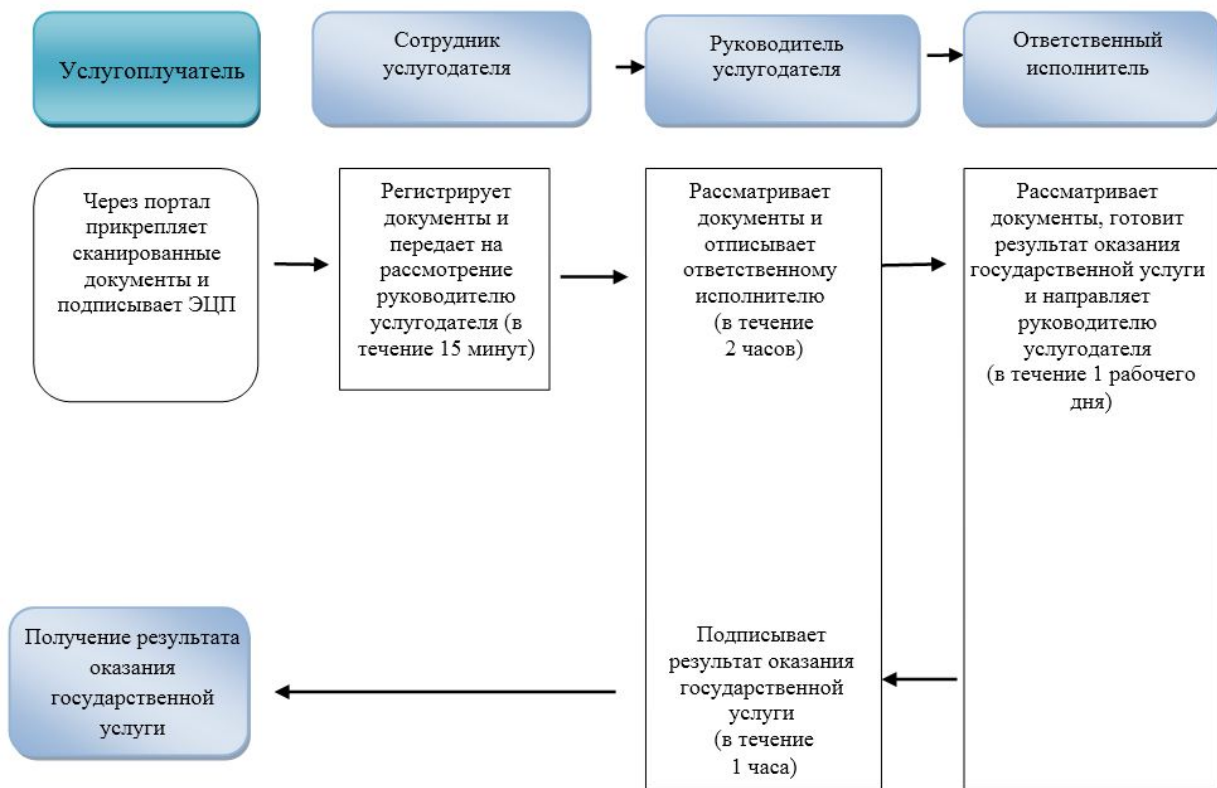 Услугоплучатель
Сотрудник
услугодателя
Руководитель
услугодателя
Ответственный
исполнитель
Через портал
прикрепляет
сканированные
документы и
подписывает ЭЦП
Регистрирует
документы и
передает на
рассмотрение
руководителю
услугодателя (в
течение 15 минут)
Рассматривает
документы и
отписывает
ответственному
исполнителю
(в течение
2 часов)
Рассматривает
документы, готовит
результат оказания
государственной услуги
и направляет
руководителю
услугодателя
(в течение 1 рабочего
дня)
Получение результата
оказания
государственной
услуги
Подписывает
результат оказания
государственной
услуги
(в течение
1 часа)